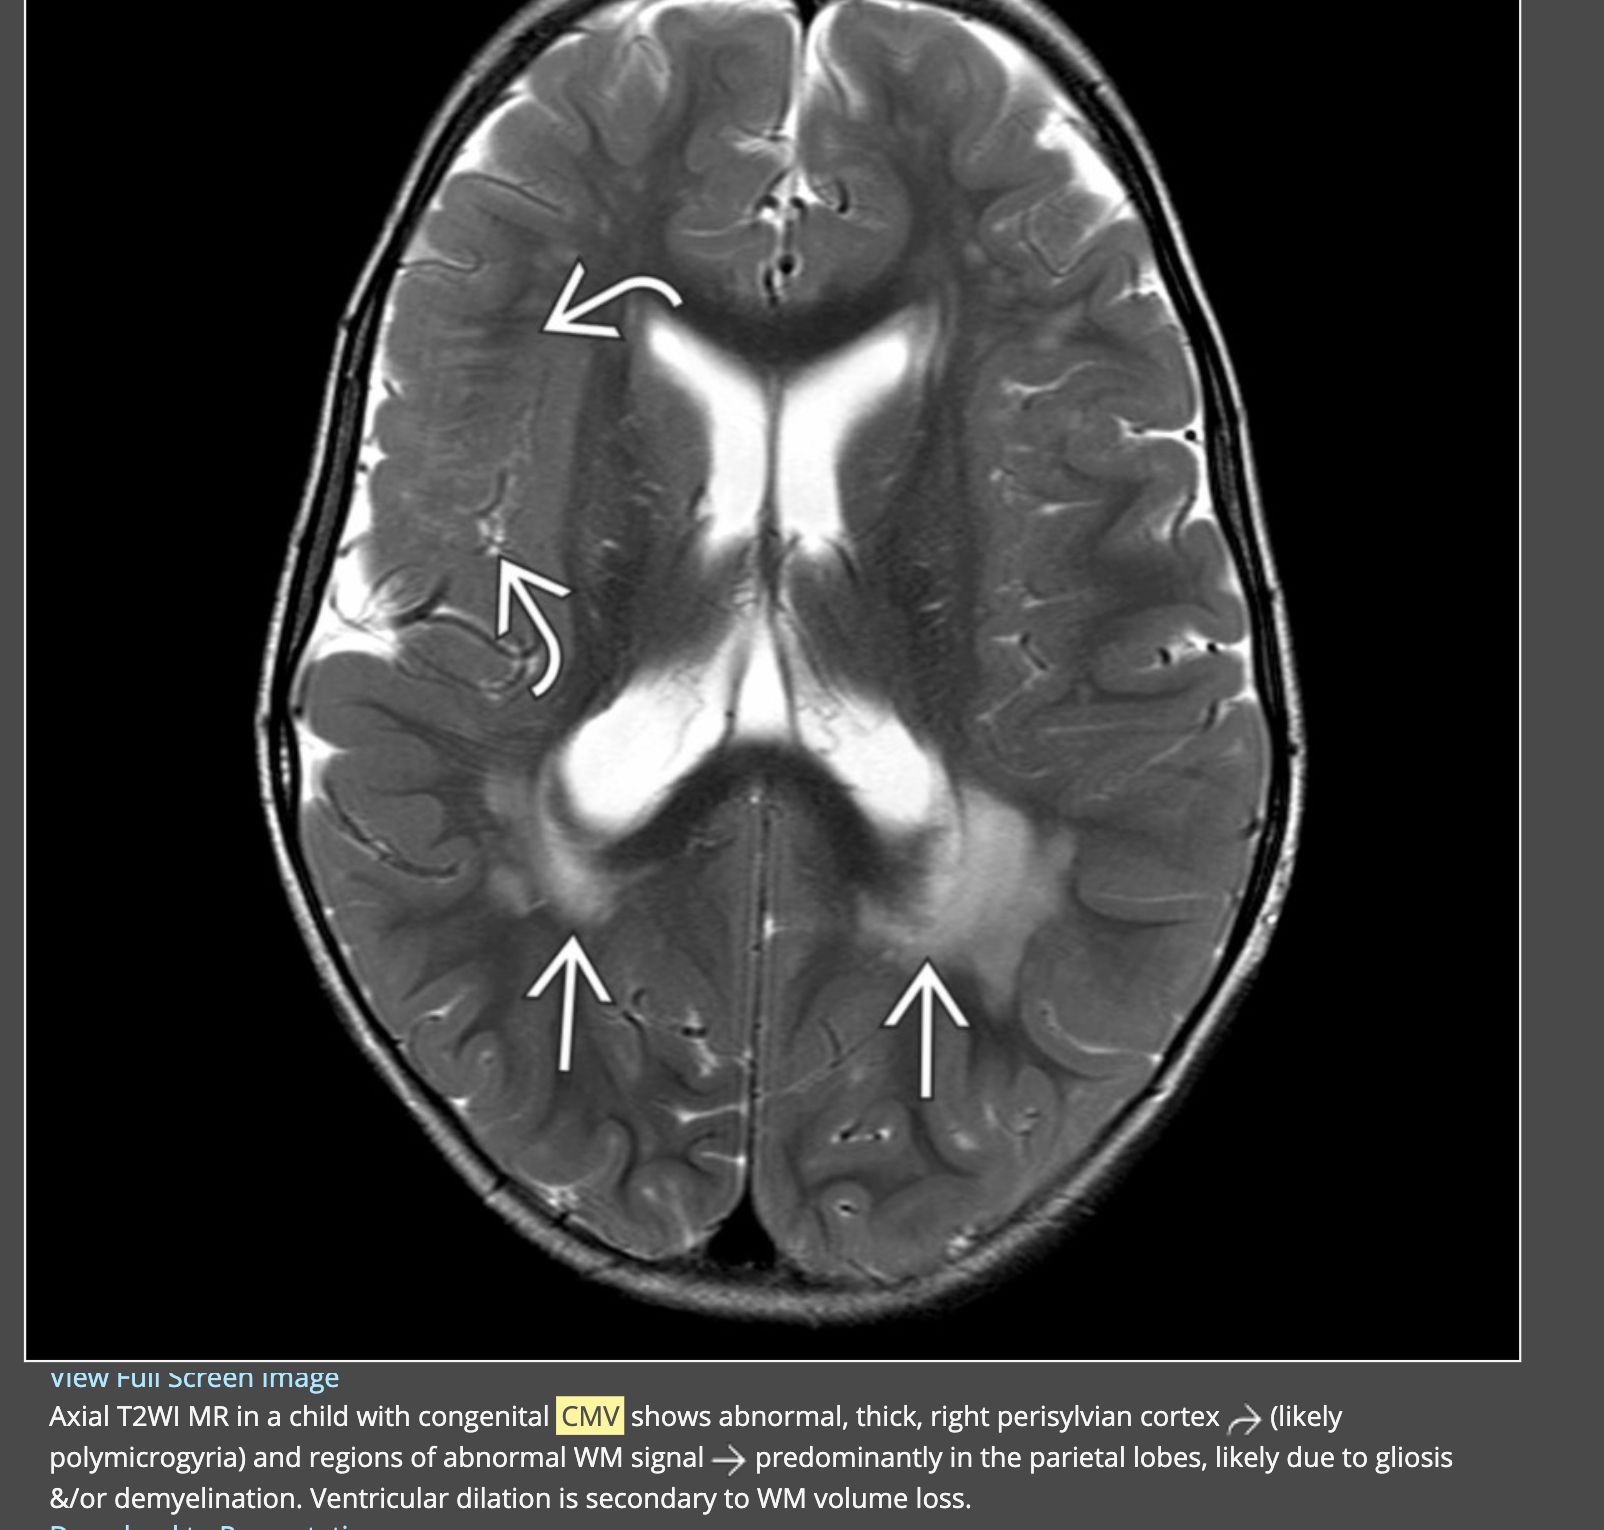 View Full Screen Image
Axial T2WI MR in a child with congenital CMV shows abnormal, thick, right perisylvian cortex (likely
polymicrogyria) and regions of abnormal WM signal predominantly in the parietal lobes, likely due to gliosis
&/or demyelination. Ventricular dilation is secondary to WM volume loss.